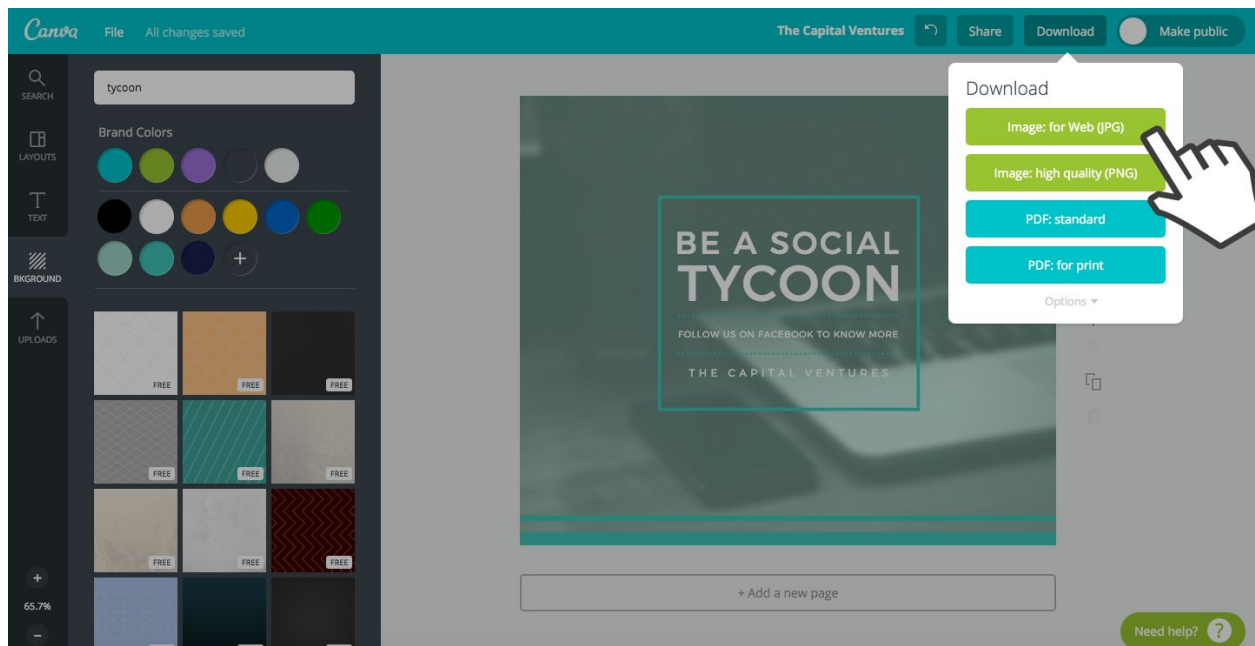 Canva File All changes saved The Capital Ventures Share Download Make public
SEARCH
LAYOUTS
TEXT
BKGROUND
UPLOADS
+
65.7%
−
tycoon
Brand Colors
+
FREE FREE FREE
FREE FREE FREE
FREE FREE FREE
BE A SOCIAL
TYCOON
FOLLOW US ON FACEBOOK TO KNOW MORE
THE CAPITAL VENTURES
Download
Image: for Web (JPG)
Image: high quality (PNG)
PDF: standard
PDF: for print
Options ▼
+ Add a new page
Need help? ?